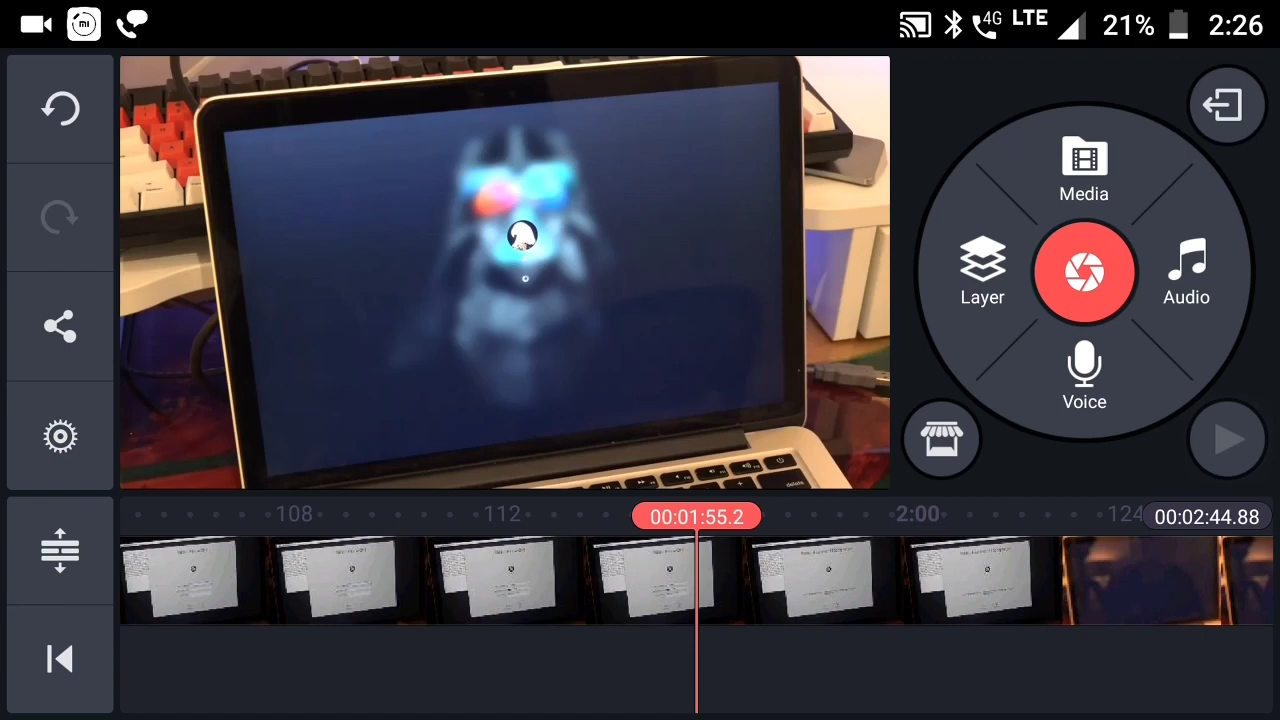 4G LTE 21% 2:26
Media
Layer
Audio
Voice
delete
108 112 00:01:55.2 2:00 124 00:02:44.88